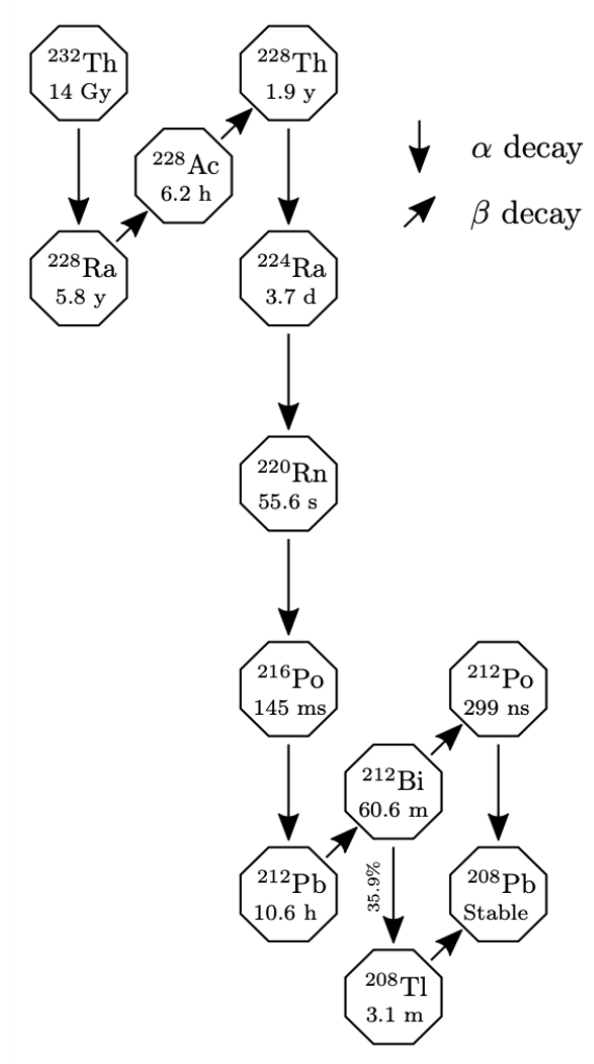 ²³²Th
14 Gy
²²⁸Th
1.9 y
α decay
²²⁸Ac
6.2 h
β decay
²²⁸Ra
5.8 y
²²⁴Ra
3.7 d
²²⁰Rn
55.6 s
²¹⁶Po
145 ms
²¹²Po
299 ns
²¹²Bi
60.6 m
35.9%
²¹²Pb
10.6 h
²⁰⁸Pb
Stable
²⁰⁸Tl
3.1 m